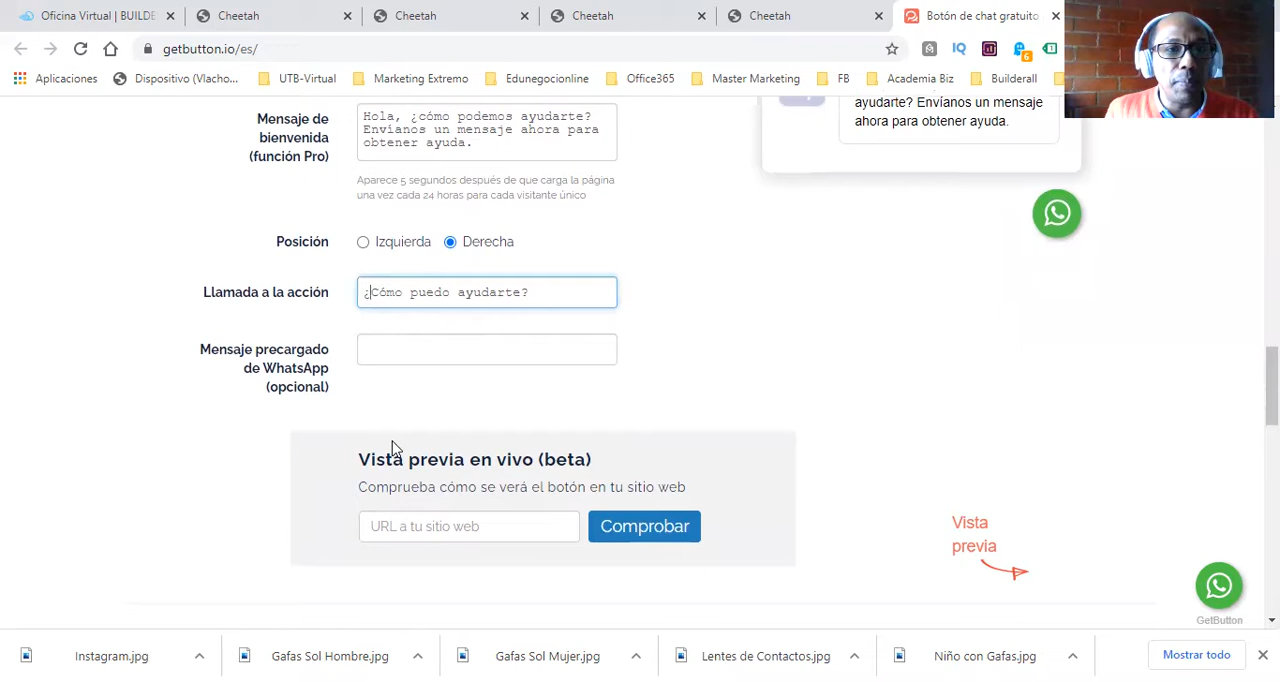 Oficina Virtual | BUILDE
Cheetah
Cheetah
Cheetah
Cheetah
Botón de chat gratuito
getbutton.io/es/
IQ
6
1
Aplicaciones
Dispositivo (Vlacho...
UTB-Virtual
Marketing Extremo
Edunegocionline
Office365
Master Marketing
FB
Academia Biz
Builderall
Mensaje de
bienvenida
(función Pro)
Hola, ¿cómo podemos ayudarte?
Envíanos un mensaje ahora para
obtener ayuda.
Aparece 5 segundos después de que carga la página
una vez cada 24 horas para cada visitante único
ayudarte? Envíanos un mensaje
ahora para obtener ayuda.
Posición
Izquierda
Derecha
Llamada a la acción
¿Cómo puedo ayudarte?
Mensaje precargado
de WhatsApp
(opcional)
Vista previa en vivo (beta)
Comprueba cómo se verá el botón en tu sitio web
URL a tu sitio web
Comprobar
Vista
previa
GetButton
Instagram.jpg
Gafas Sol Hombre.jpg
Gafas Sol Mujer.jpg
Lentes de Contactos.jpg
Niño con Gafas.jpg
Mostrar todo